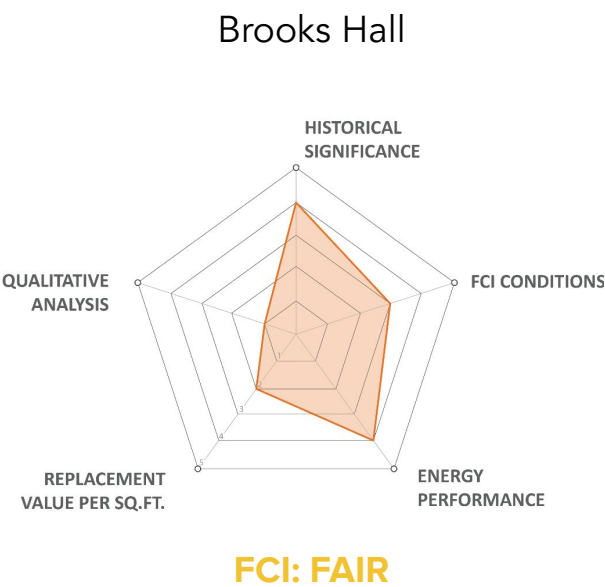 Brooks Hall
HISTORICAL
SIGNIFICANCE
QUALITATIVE
ANALYSIS
FCI CONDITIONS
1
2
3
4
5
REPLACEMENT
VALUE PER SQ.FT.
ENERGY
PERFORMANCE
FCI: FAIR